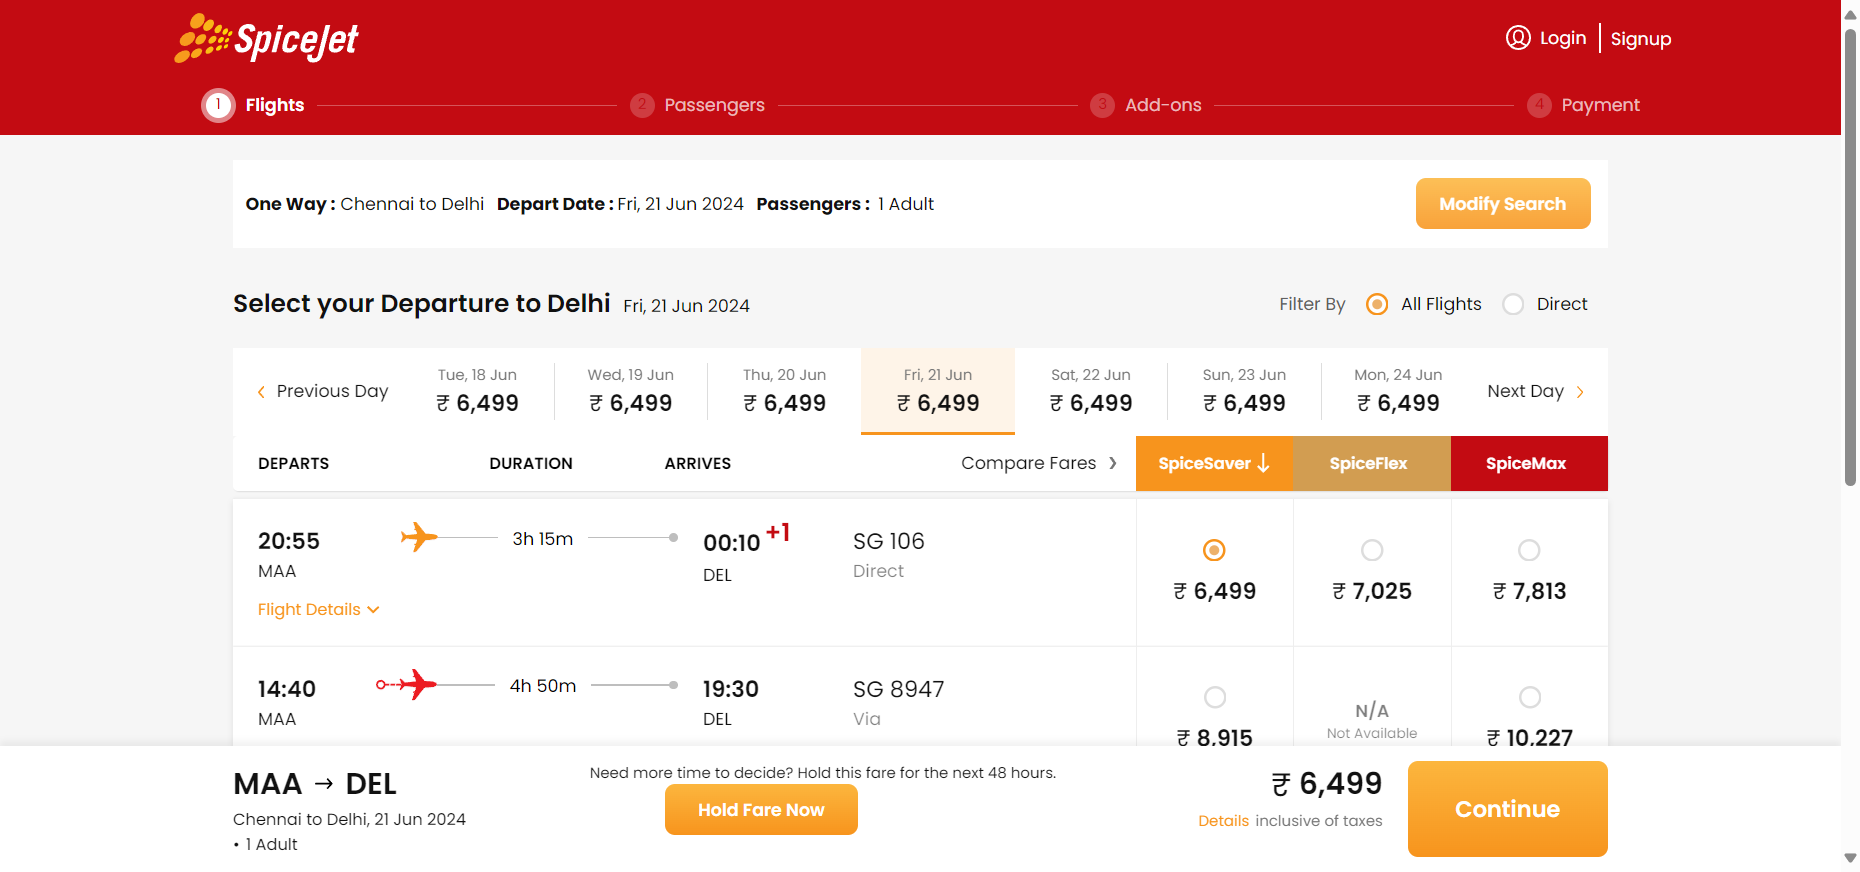 SpiceJet
Login Signup
1 Flights 2 Passengers 3 Add-ons 4 Payment
One Way : Chennai to Delhi Depart Date : Fri, 21 Jun 2024 Passengers : 1 Adult Modify Search
Select your Departure to Delhi Fri, 21 Jun 2024 Filter By All Flights Direct
Tue, 18 Jun Wed, 19 Jun Thu, 20 Jun Fri, 21 Jun Sat, 22 Jun Sun, 23 Jun Mon, 24 Jun
Previous Day ₹ 6,499 ₹ 6,499 ₹ 6,499 ₹ 6,499 ₹ 6,499 ₹ 6,499 ₹ 6,499 Next Day
DEPARTS DURATION ARRIVES Compare Fares SpiceSaver ↓ SpiceFlex SpiceMax
20:55 3h 15m 00:10 +1 SG 106
MAA DEL Direct
₹ 6,499 ₹ 7,025 ₹ 7,813
Flight Details
14:40 4h 50m 19:30 SG 8947
MAA DEL Via
N/A
Not Available
₹ 8,915 ₹ 10,227
MAA → DEL
Chennai to Delhi, 21 Jun 2024
• 1 Adult
Need more time to decide? Hold this fare for the next 48 hours.
Hold Fare Now
₹ 6,499
Details inclusive of taxes
Continue